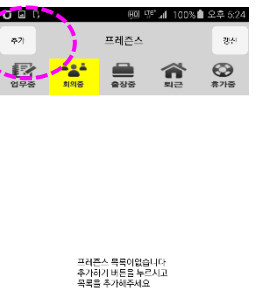 HD LTE 100% 오후 5:24
추가 프레즌스 갱신
업무중 회의중 출장중 퇴근 휴가중
프레즌스 목록이없습니다
추가하기 버튼을 누르시고
목록을 추가해주세요